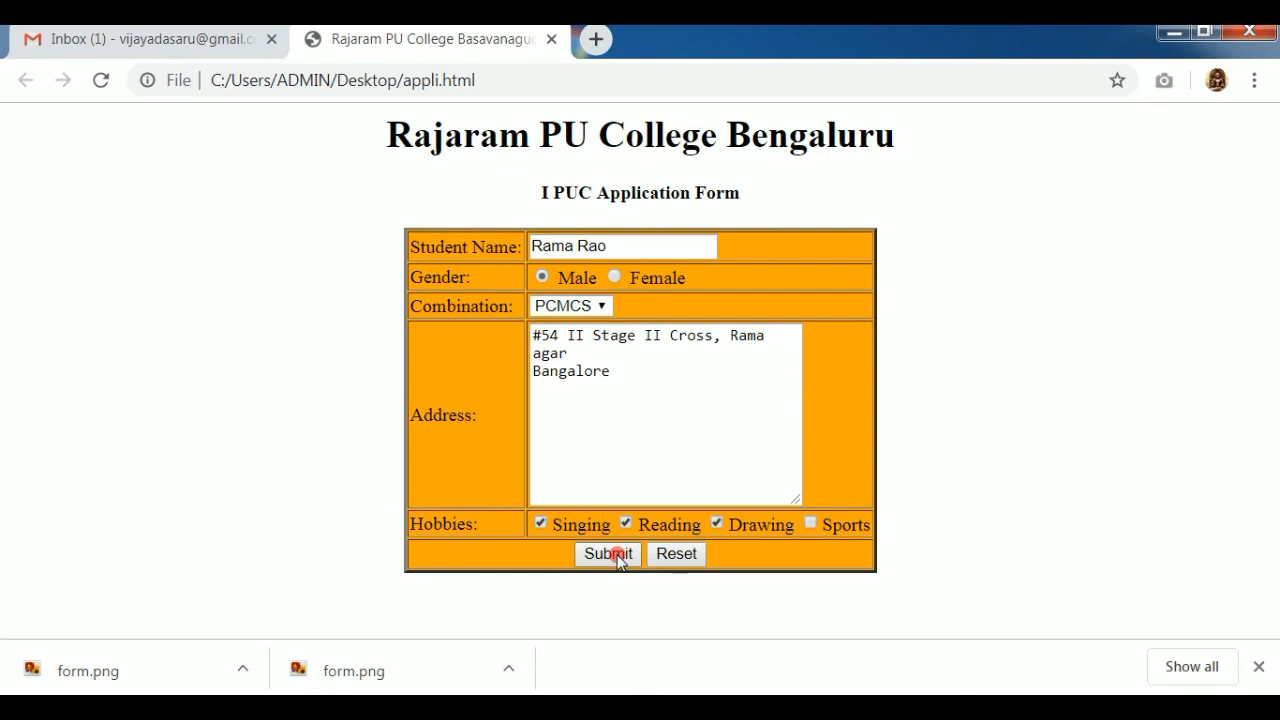 Inbox (1) - vijayadasaru@gmail.c
Rajaram PU College Basavanagu
File
C:/Users/ADMIN/Desktop/appli.html
Rajaram PU College Bengaluru
I PUC Application Form
Student Name: Rama Rao
Gender: Male Female
Combination: PCMCS
#54 II Stage II Cross, Rama
agar
Bangalore
Address:
Hobbies: Singing Reading Drawing Sports
Submit Reset
form.png form.png Show all